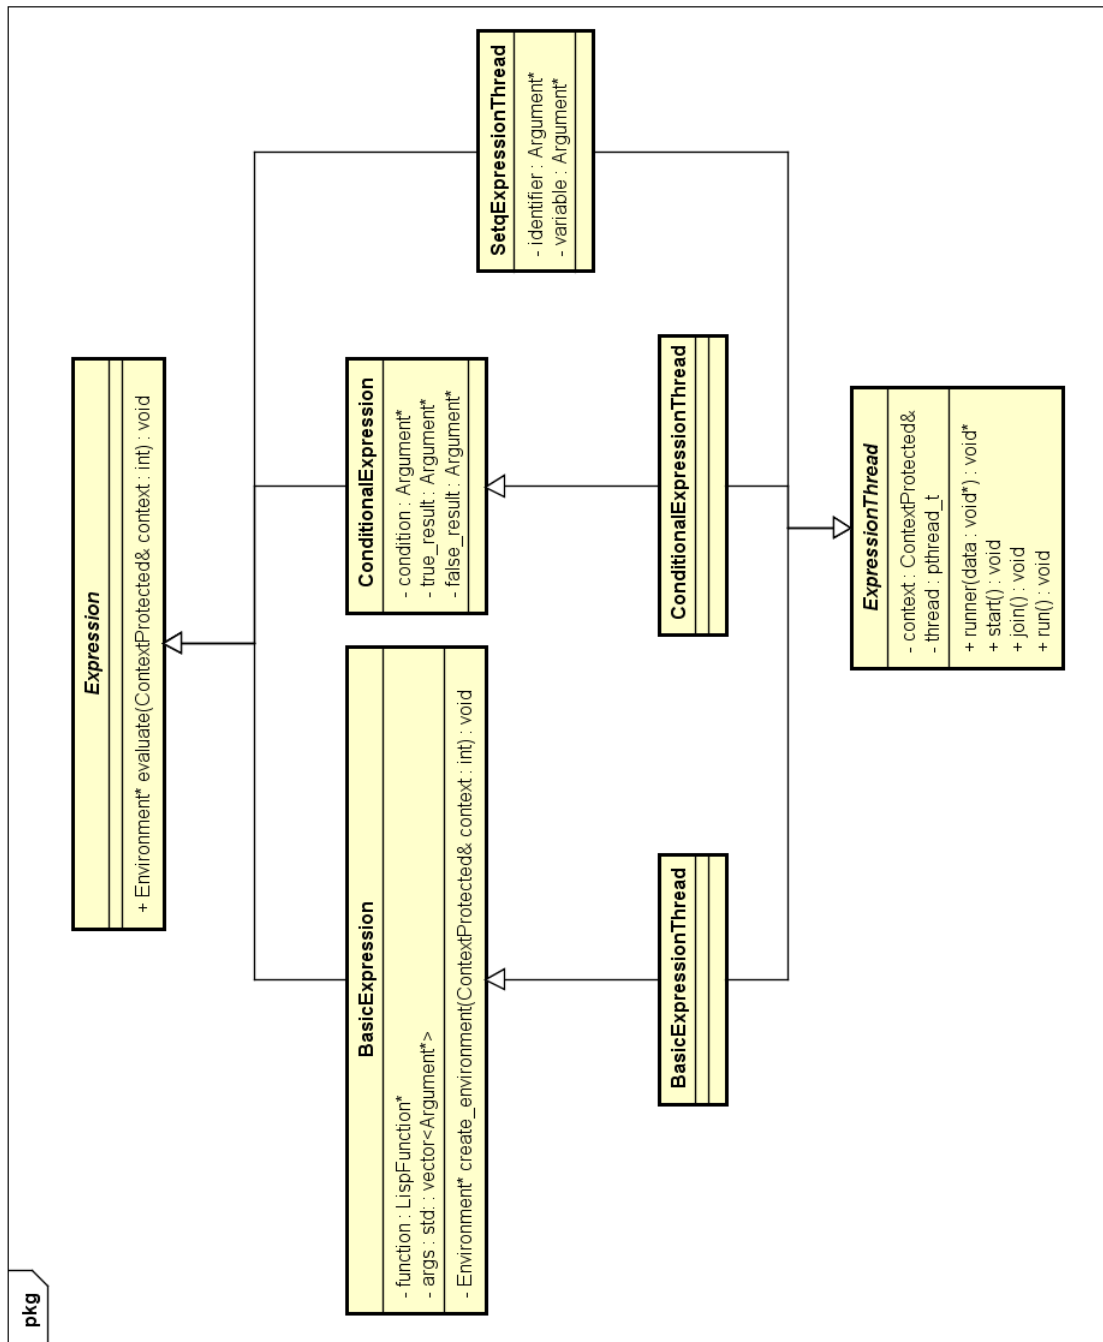 pkg
Expression
+ Environment* evaluate(ContextProtected& context : int) : void
BasicExpression
- function : LispFunction*
- args : std: : vector<Argument*>
- Environment* create_environment(ContextProtected& context : int) : void
ConditionalExpression
- condition : Argument*
- true_result : Argument*
- false_result : Argument*
SetqExpressionThread
- identifier : Argument*
- variable : Argument*
BasicExpressionThread
ConditionalExpressionThread
ExpressionThread
- context : ContextProtected&
- thread : pthread_t
+ runner(data : void*) : void*
+ start() : void
+ join() : void
+ run() : void